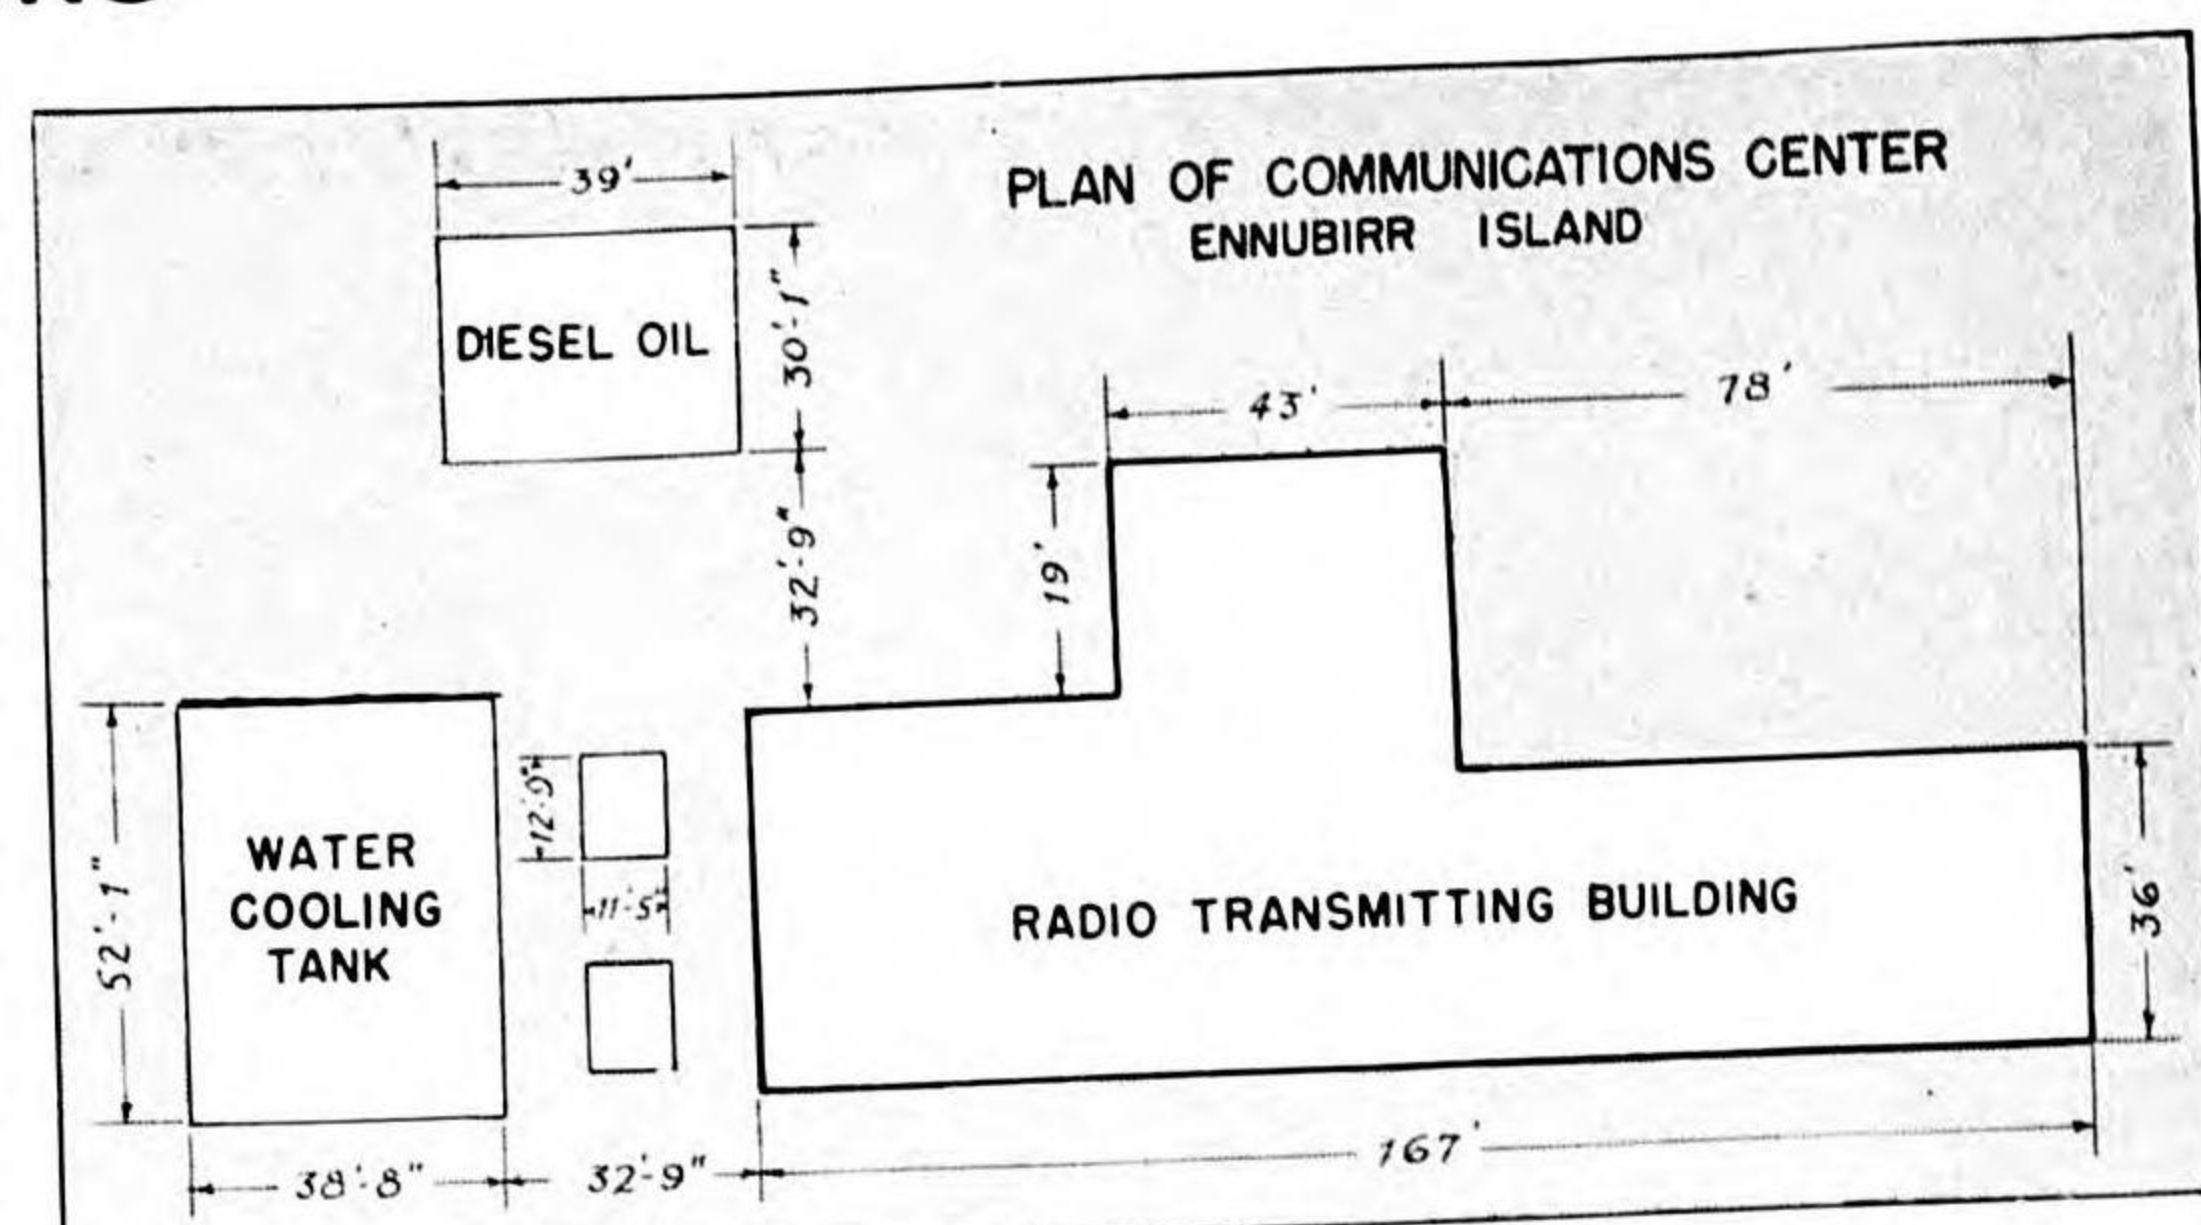 39'
PLAN OF COMMUNICATIONS CENTER
ENNUBIRR ISLAND
DIESEL OIL
30'-1"
43'
78'
32'-9"
19'
WATER
COOLING
TANK
52'-1"
12'-9"
11'-5"
RADIO TRANSMITTING BUILDING
36'
38'-8"
32'-9"
167'